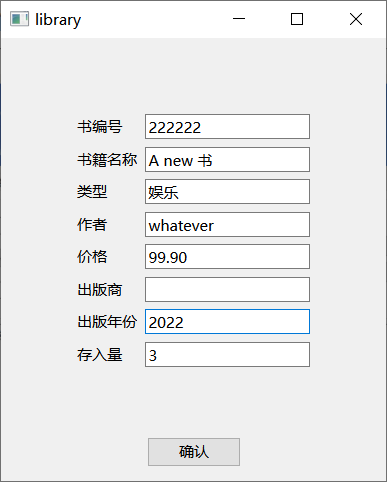 library
书编号 222222
书籍名称 A new 书
类型 娱乐
作者 whatever
价格 99.90
出版商
出版年份 2022
存入量 3
确认